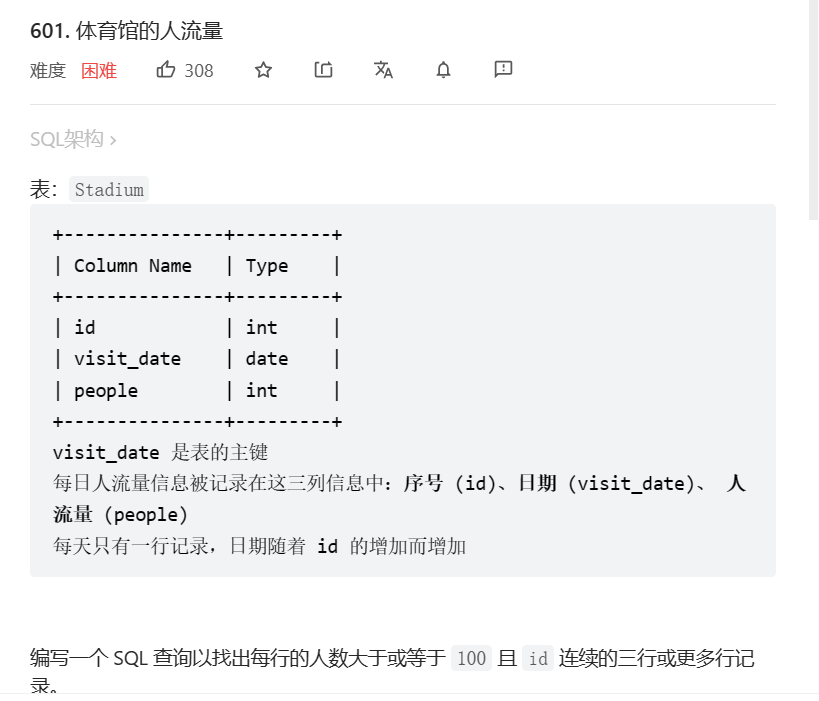 601. 体育馆的人流量
难度 困难 308
SQL架构 ›
表： Stadium
+---------------+---------+
| Column Name   | Type    |
+---------------+---------+
| id            | int     |
| visit_date    | date    |
| people        | int     |
+---------------+---------+
visit_date 是表的主键
每日人流量信息被记录在这三列信息中：序号 (id)、日期 (visit_date)、 人
流量 (people)
每天只有一行记录，日期随着 id 的增加而增加
编写一个 SQL 查询以找出每行的人数大于或等于 100 且 id 连续的三行或更多行记
录。